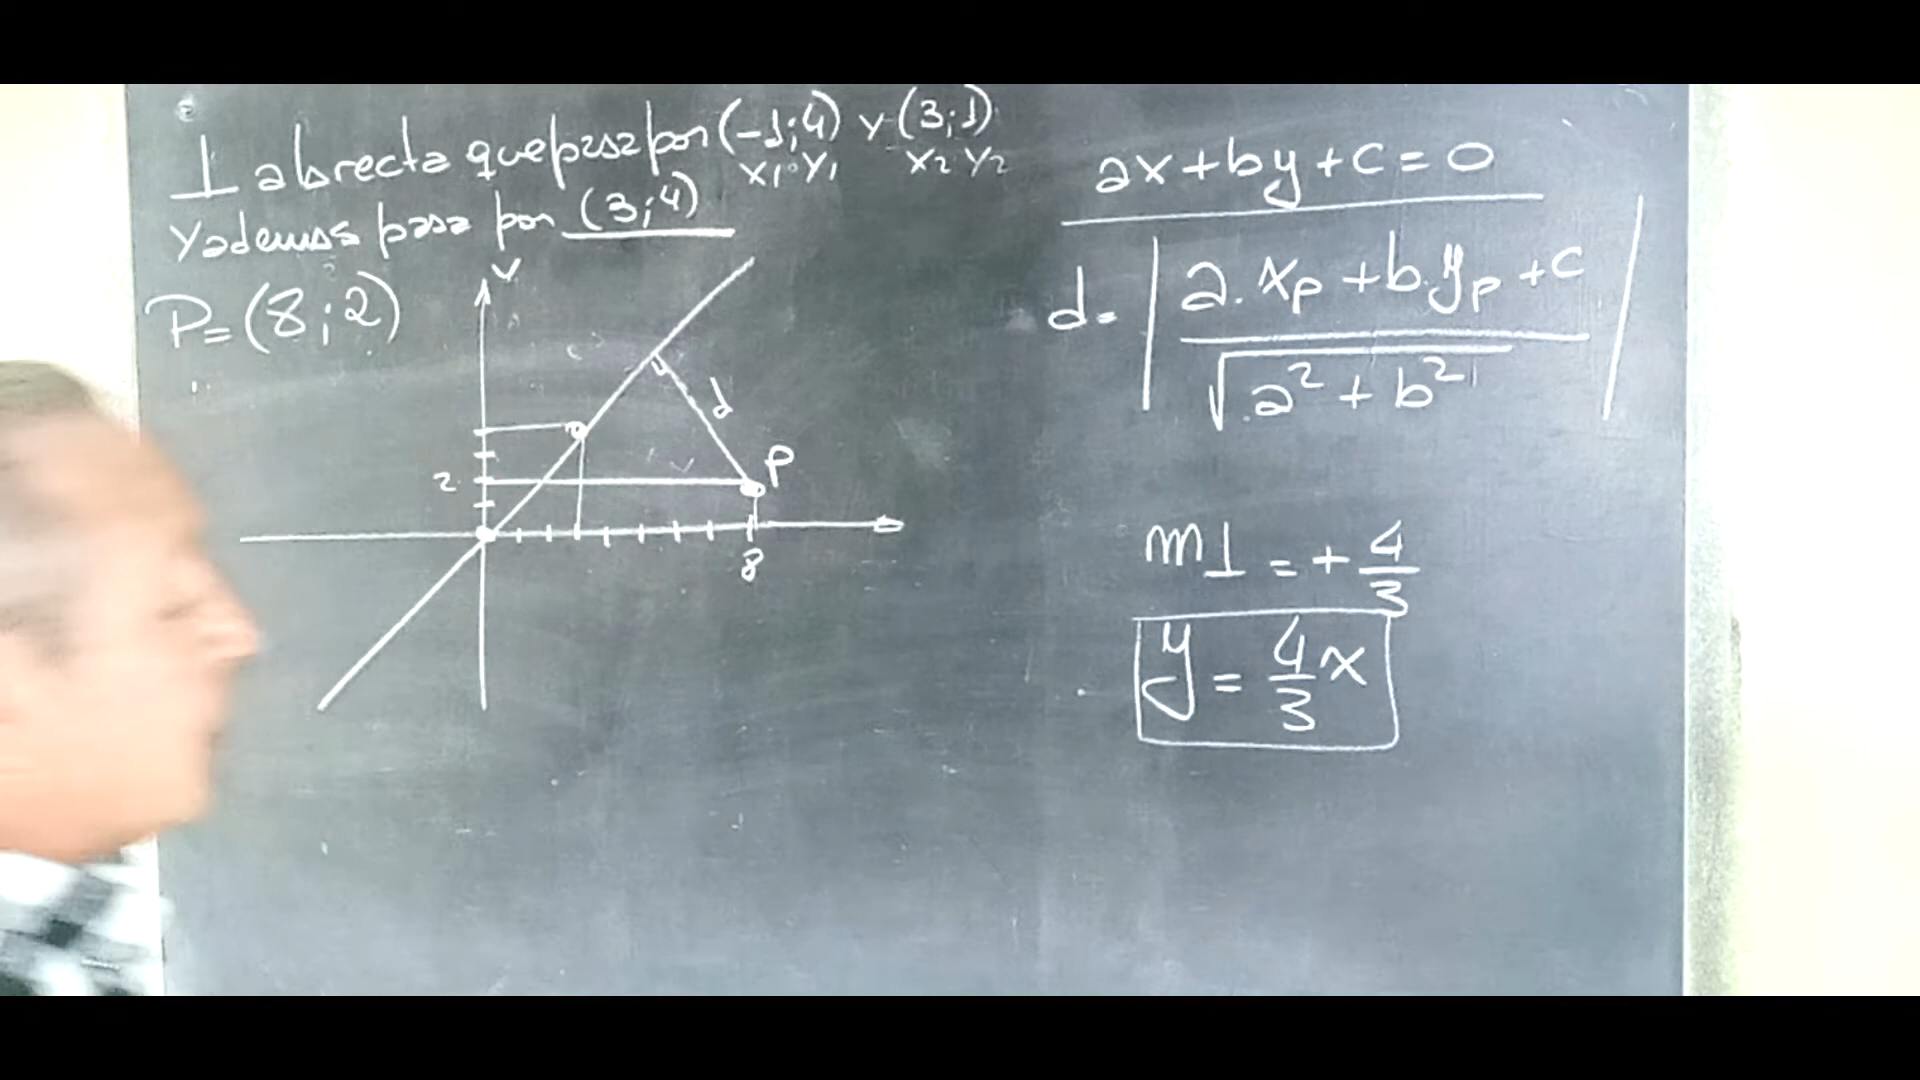 ⊥ a la recta que pasa por (-1;4) y (3;1)
x₁ y₁ x₂ y₂
y además pasa por (3;4)
P=(8;2)
y
d
P
2
8
ax+by+c=0
d= | a.xₚ+b.yₚ+c / √a²+b² |
m⊥=+4/3
y=4/3x